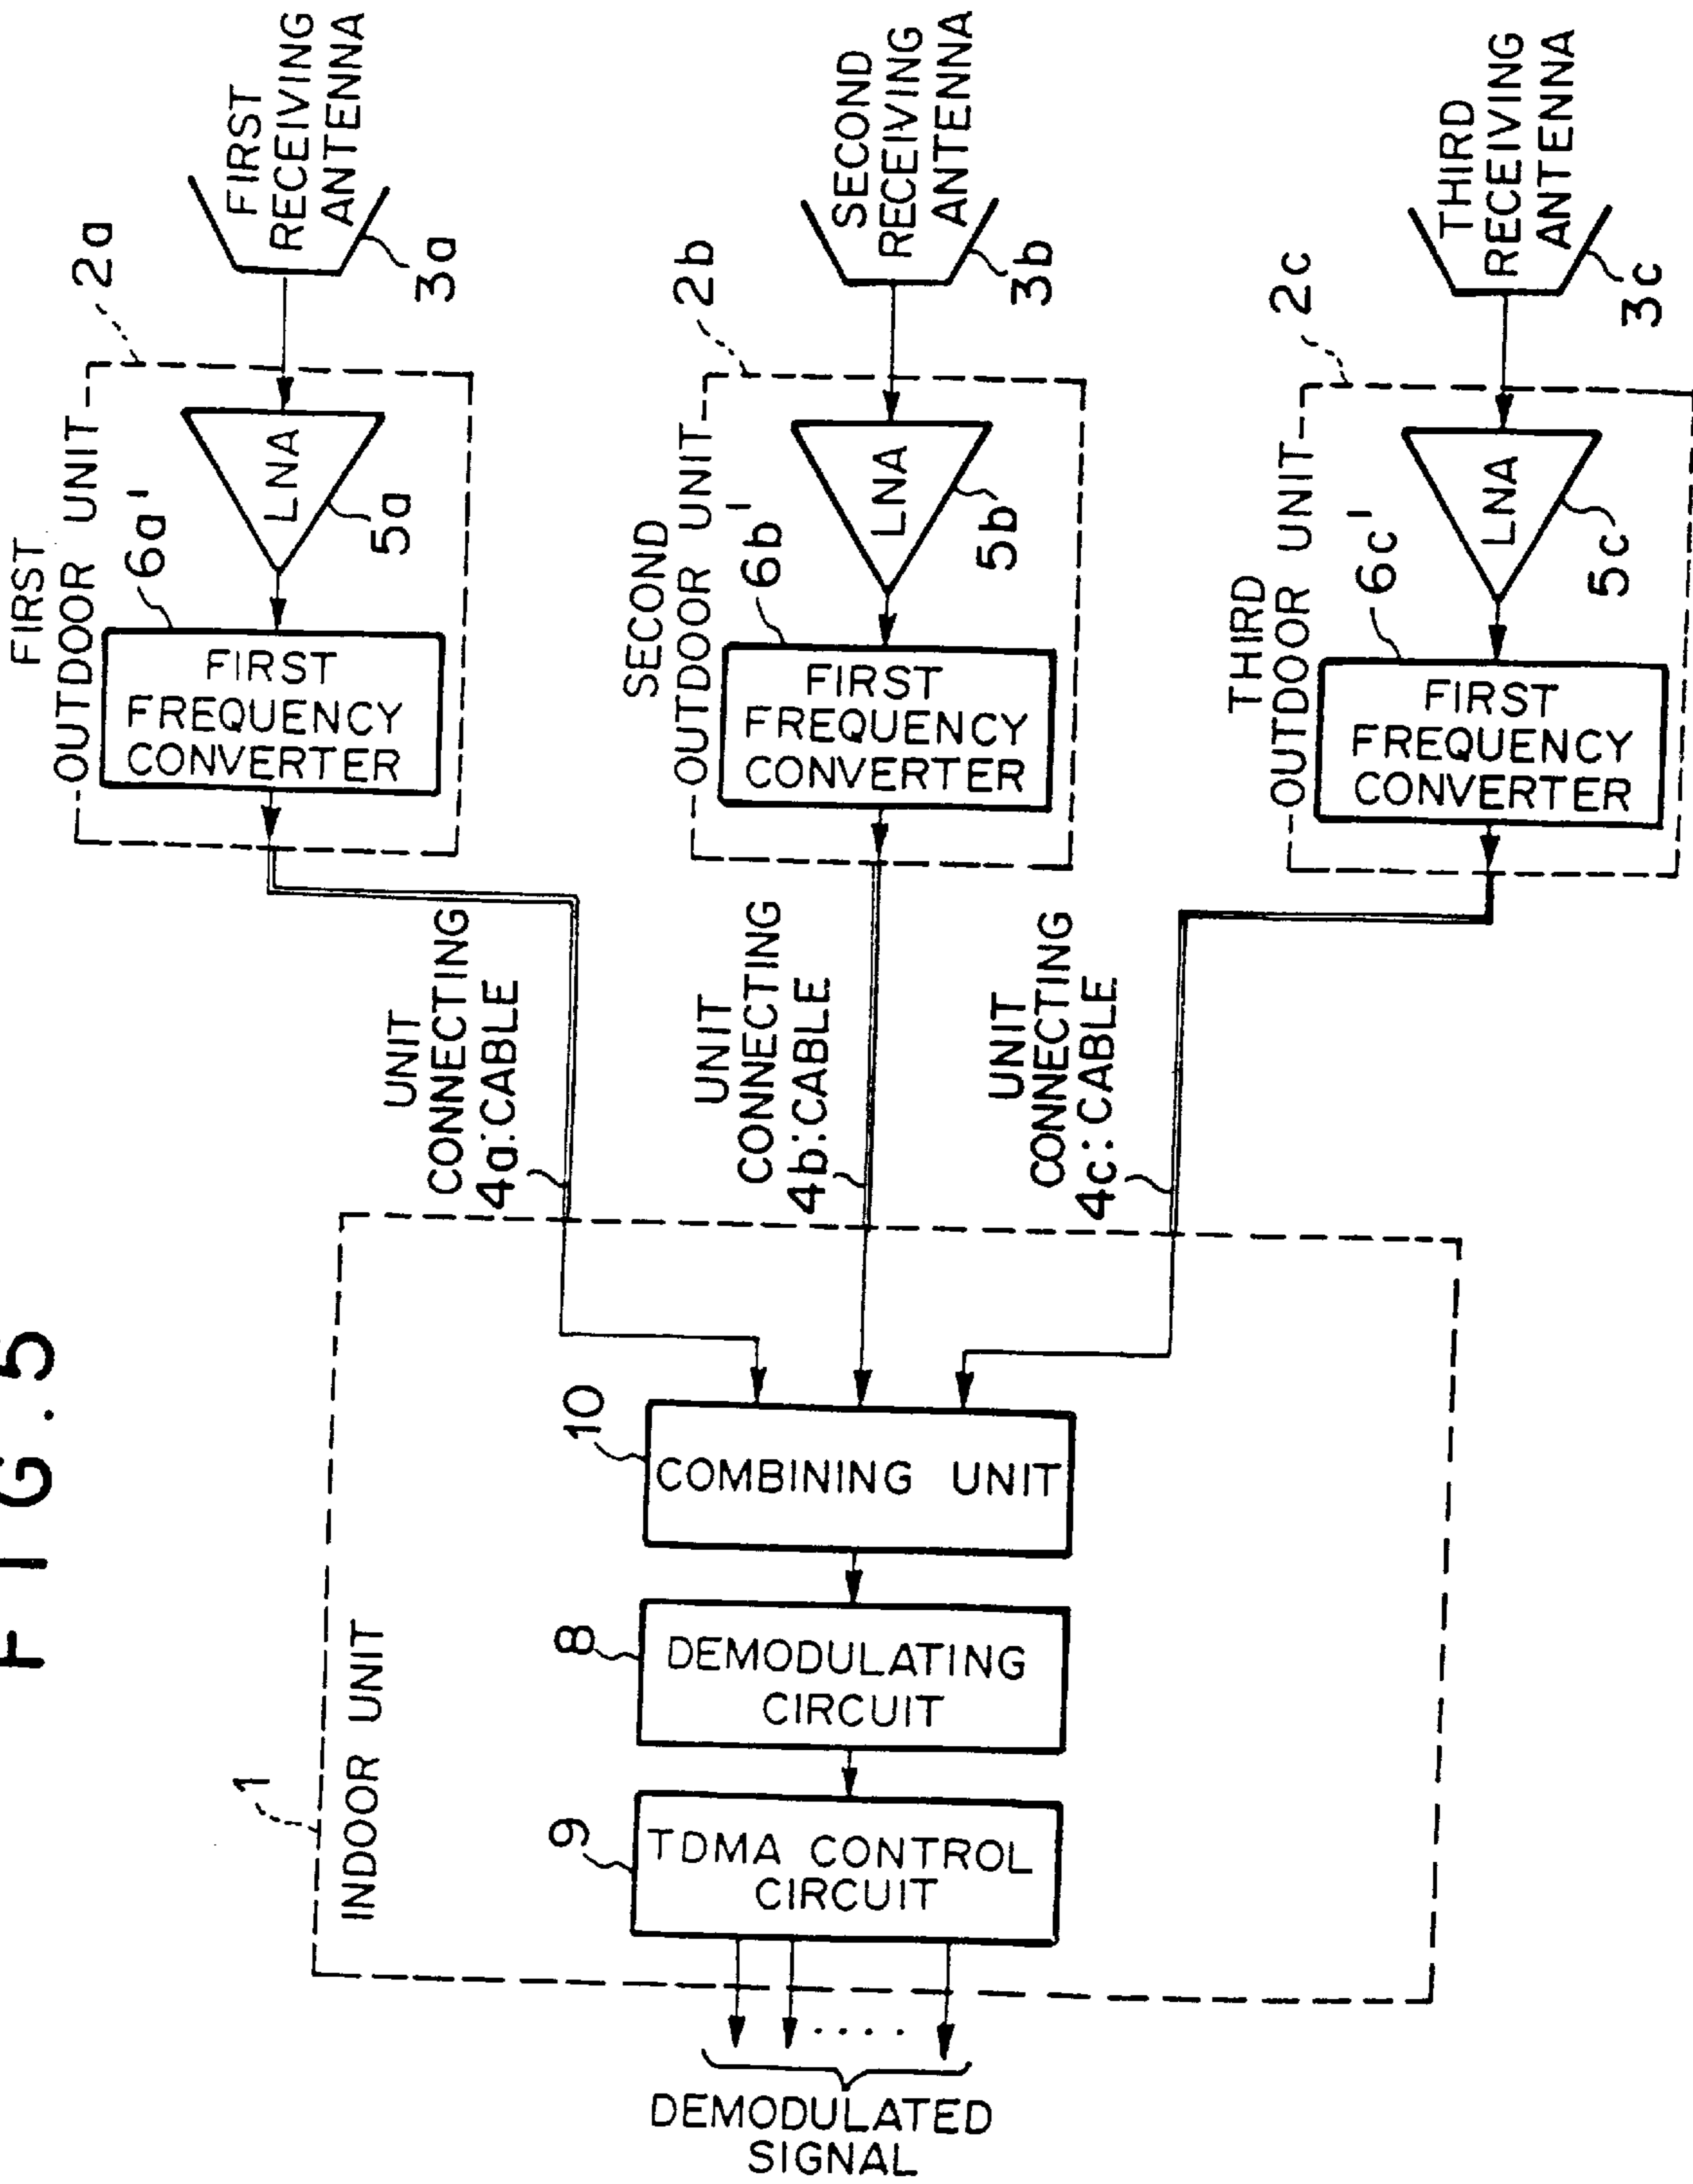 FIG.5
FIRST
RECEIVING
ANTENNA
3a
2a
FIRST
OUTDOOR UNIT
LNA
5a
6a'
FIRST
FREQUENCY
CONVERTER
UNIT
CONNECTING
4a:CABLE
SECOND
RECEIVING
ANTENNA
3b
2b
SECOND
OUTDOOR UNIT
LNA
5b
6b'
FIRST
FREQUENCY
CONVERTER
UNIT
CONNECTING
4b:CABLE
THIRD
RECEIVING
ANTENNA
3c
2c
THIRD
OUTDOOR UNIT
LNA
5c
6c'
FIRST
FREQUENCY
CONVERTER
UNIT
CONNECTING
4c:CABLE
1
INDOOR UNIT
10
COMBINING UNIT
8
DEMODULATING
CIRCUIT
9
TDMA CONTROL
CIRCUIT
....
DEMODULATED
SIGNAL